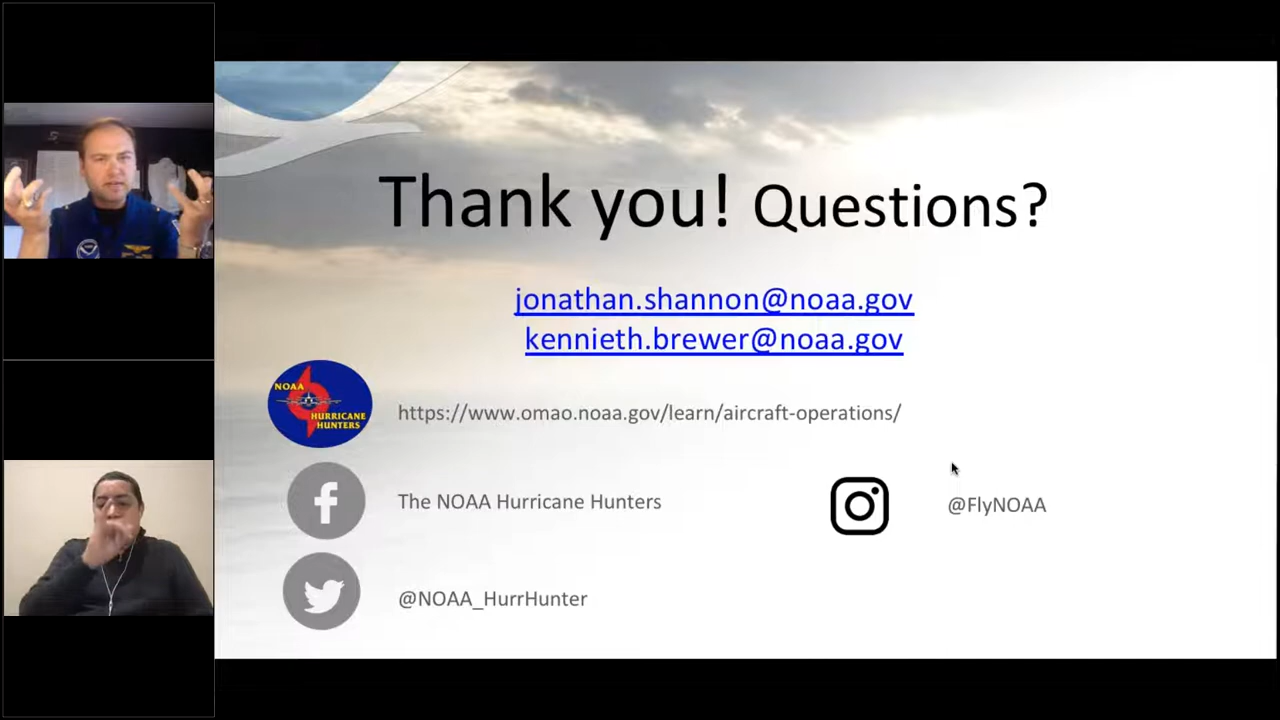 Thank you! Questions?
jonathan.shannon@noaa.gov
kennieth.brewer@noaa.gov
NOAA
HURRICANE
HUNTERS
https://www.omao.noaa.gov/learn/aircraft-operations/
The NOAA Hurricane Hunters
@FlyNOAA
@NOAA_HurrHunter